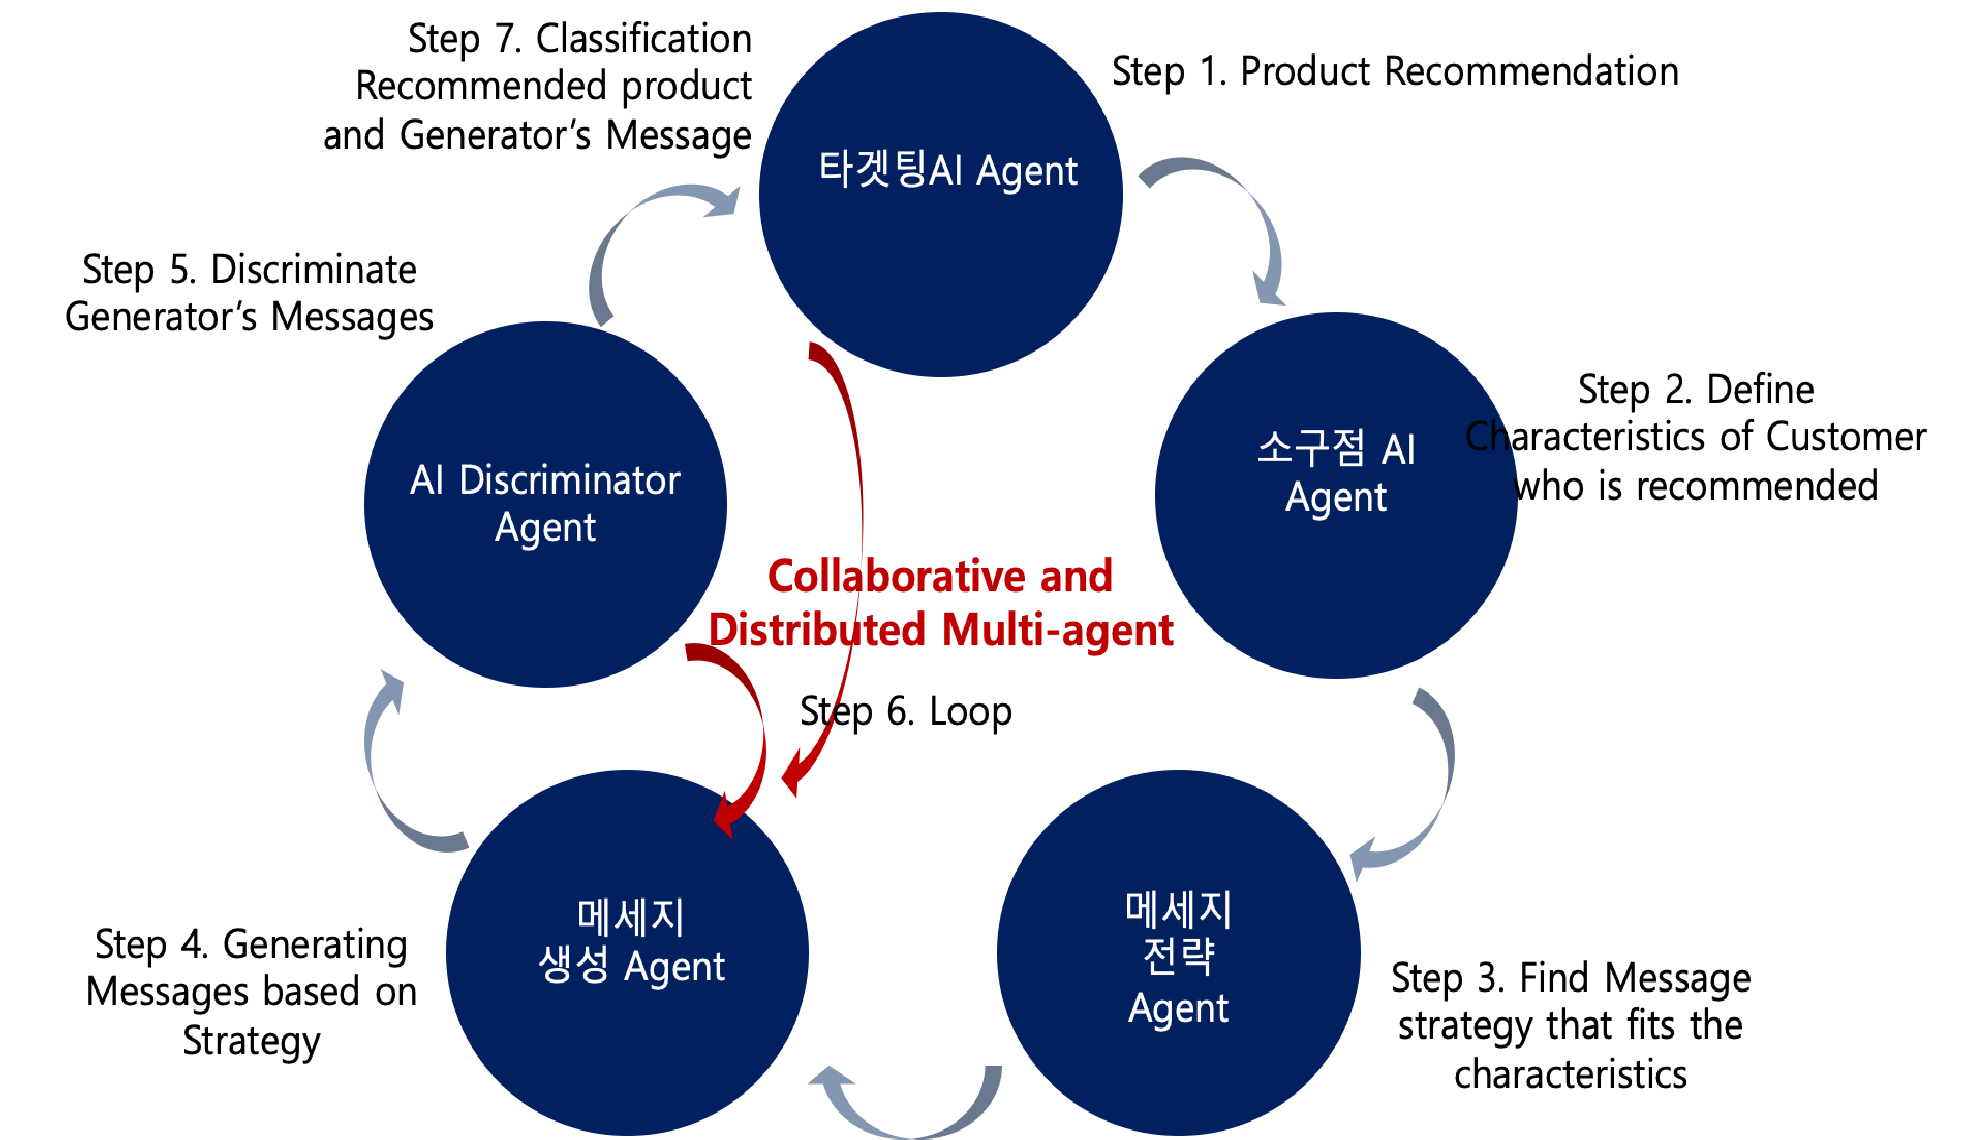 Step 7. Classification
Recommended product
and Generator’s Message
Step 1. Product Recommendation
타겟팅AI Agent
Step 5. Discriminate
Generator’s Messages
Step 2. Define
Characteristics of Customer
who is recommended
소구점 AI
Agent
AI Discriminator
Agent
Collaborative and
Distributed Multi-agent
Step 6. Loop
메세지
생성 Agent
메세지
전략
Agent
Step 4. Generating
Messages based on
Strategy
Step 3. Find Message
strategy that fits the
characteristics